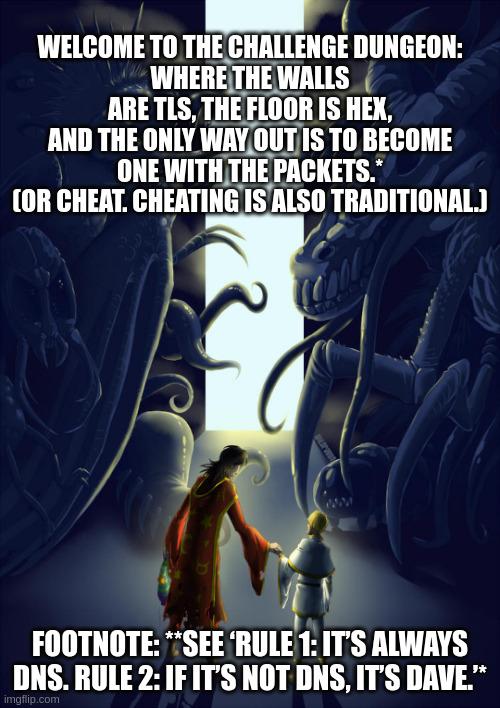 WELCOME TO THE CHALLENGE DUNGEON:
WHERE THE WALLS
ARE TLS, THE FLOOR IS HEX,
AND THE ONLY WAY OUT IS TO BECOME
ONE WITH THE PACKETS.*
(OR CHEAT. CHEATING IS ALSO TRADITIONAL.)
FOOTNOTE: **SEE ‘RULE 1: IT’S ALWAYS
DNS. RULE 2: IF IT’S NOT DNS, IT’S DAVE.’*
imgflip.com